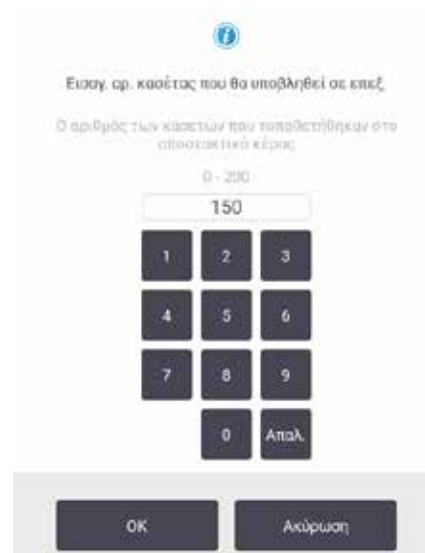 Εισαγ. αρ. κασέτας που θα υποβληθεί σε επεξ.
Ο αριθμός των κασετών που τοποθετήθηκαν στο
αποστακτικό κέρας
0 - 200
150
1 2 3
4 5 6
7 8 9
0 Απαλ.
OK Ακύρωση